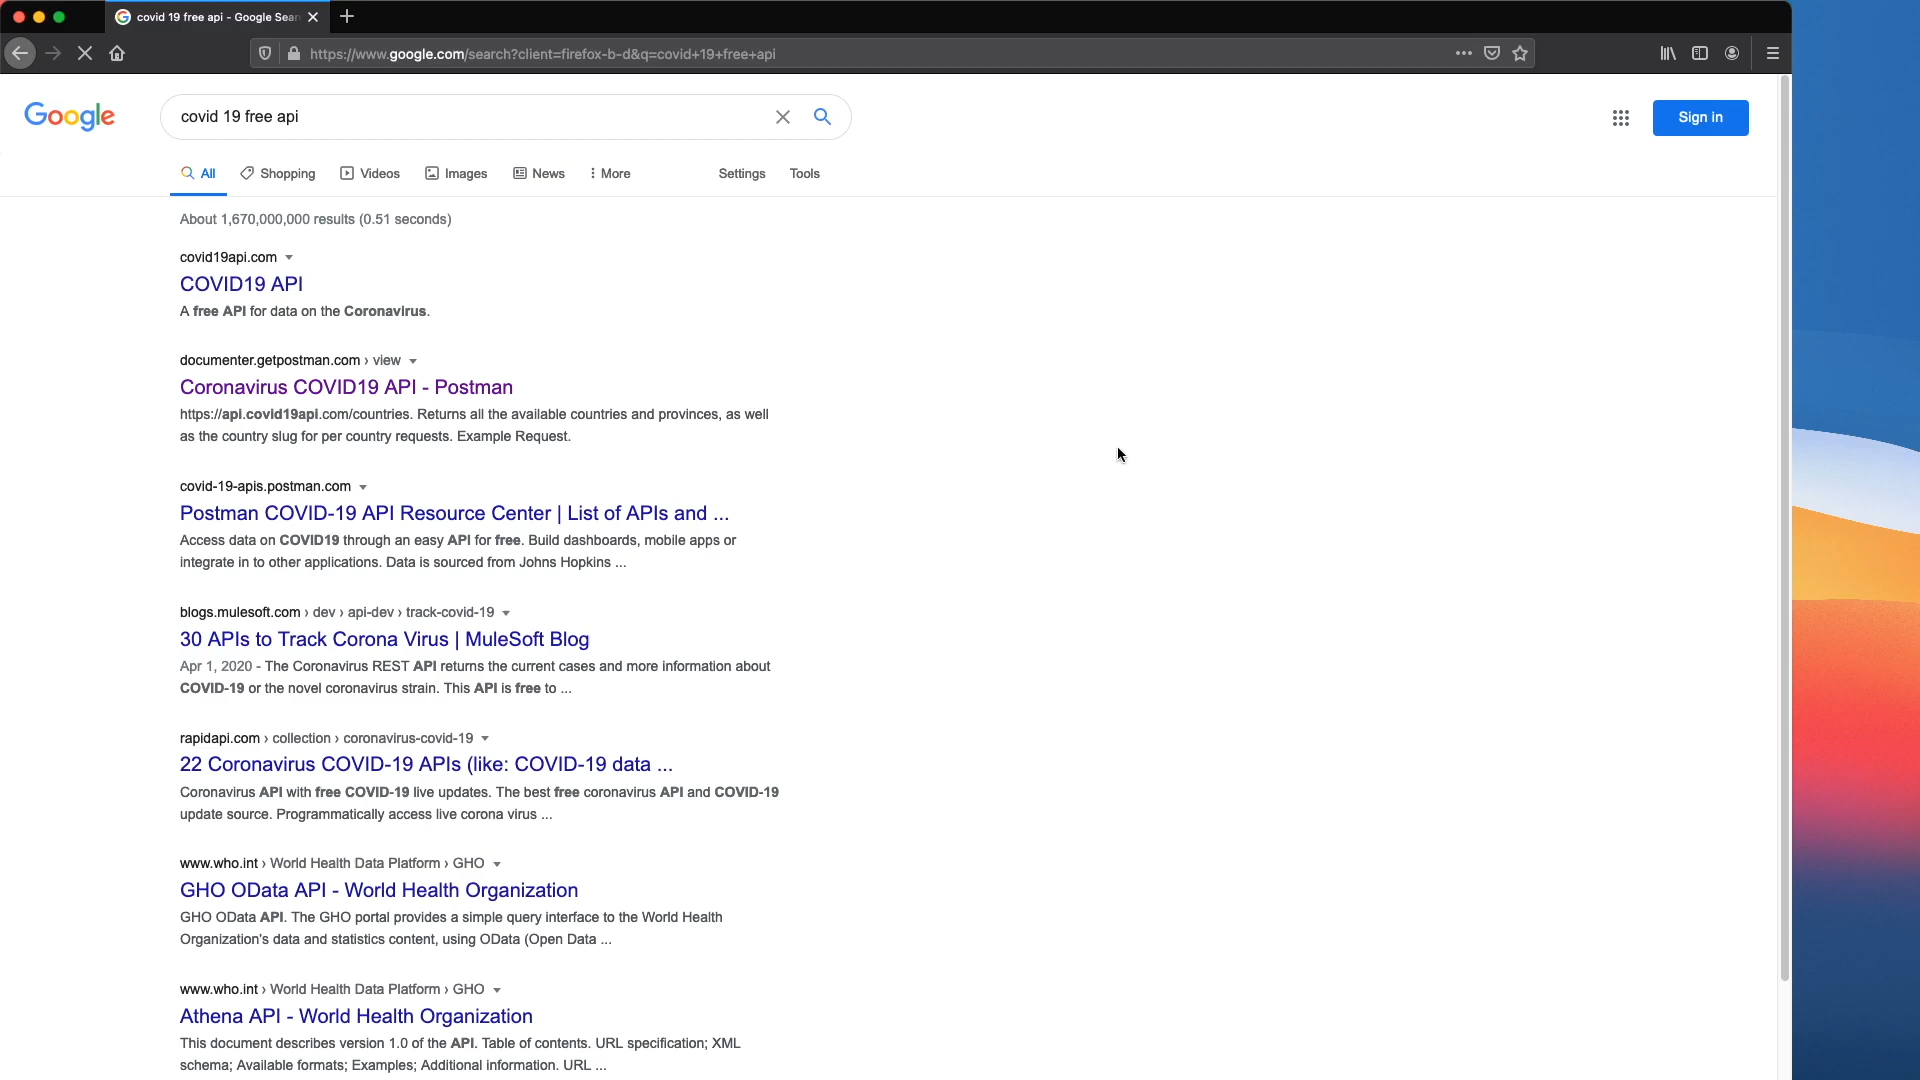 covid 19 free api - Google Sear
https://www.google.com/search?client=firefox-b-d&q=covid+19+free+api
Google
covid 19 free api
Sign in
All
Shopping
Videos
Images
News
More
Settings
Tools
About 1,670,000,000 results (0.51 seconds)
covid19api.com
COVID19 API
A free API for data on the Coronavirus.
documenter.getpostman.com › view
Coronavirus COVID19 API - Postman
https://api.covid19api.com/countries. Returns all the available countries and provinces, as well
as the country slug for per country requests. Example Request.
covid-19-apis.postman.com
Postman COVID-19 API Resource Center | List of APIs and ...
Access data on COVID19 through an easy API for free. Build dashboards, mobile apps or
integrate in to other applications. Data is sourced from Johns Hopkins ...
blogs.mulesoft.com › dev › api-dev › track-covid-19
30 APIs to Track Corona Virus | MuleSoft Blog
Apr 1, 2020 - The Coronavirus REST API returns the current cases and more information about
COVID-19 or the novel coronavirus strain. This API is free to ...
rapidapi.com › collection › coronavirus-covid-19
22 Coronavirus COVID-19 APIs (like: COVID-19 data ...
Coronavirus API with free COVID-19 live updates. The best free coronavirus API and COVID-19
update source. Programmatically access live corona virus ...
www.who.int › World Health Data Platform › GHO
GHO OData API - World Health Organization
GHO OData API. The GHO portal provides a simple query interface to the World Health
Organization's data and statistics content, using OData (Open Data ...
www.who.int › World Health Data Platform › GHO
Athena API - World Health Organization
This document describes version 1.0 of the API. Table of contents. URL specification; XML
schema; Available formats; Examples; Additional information. URL ...